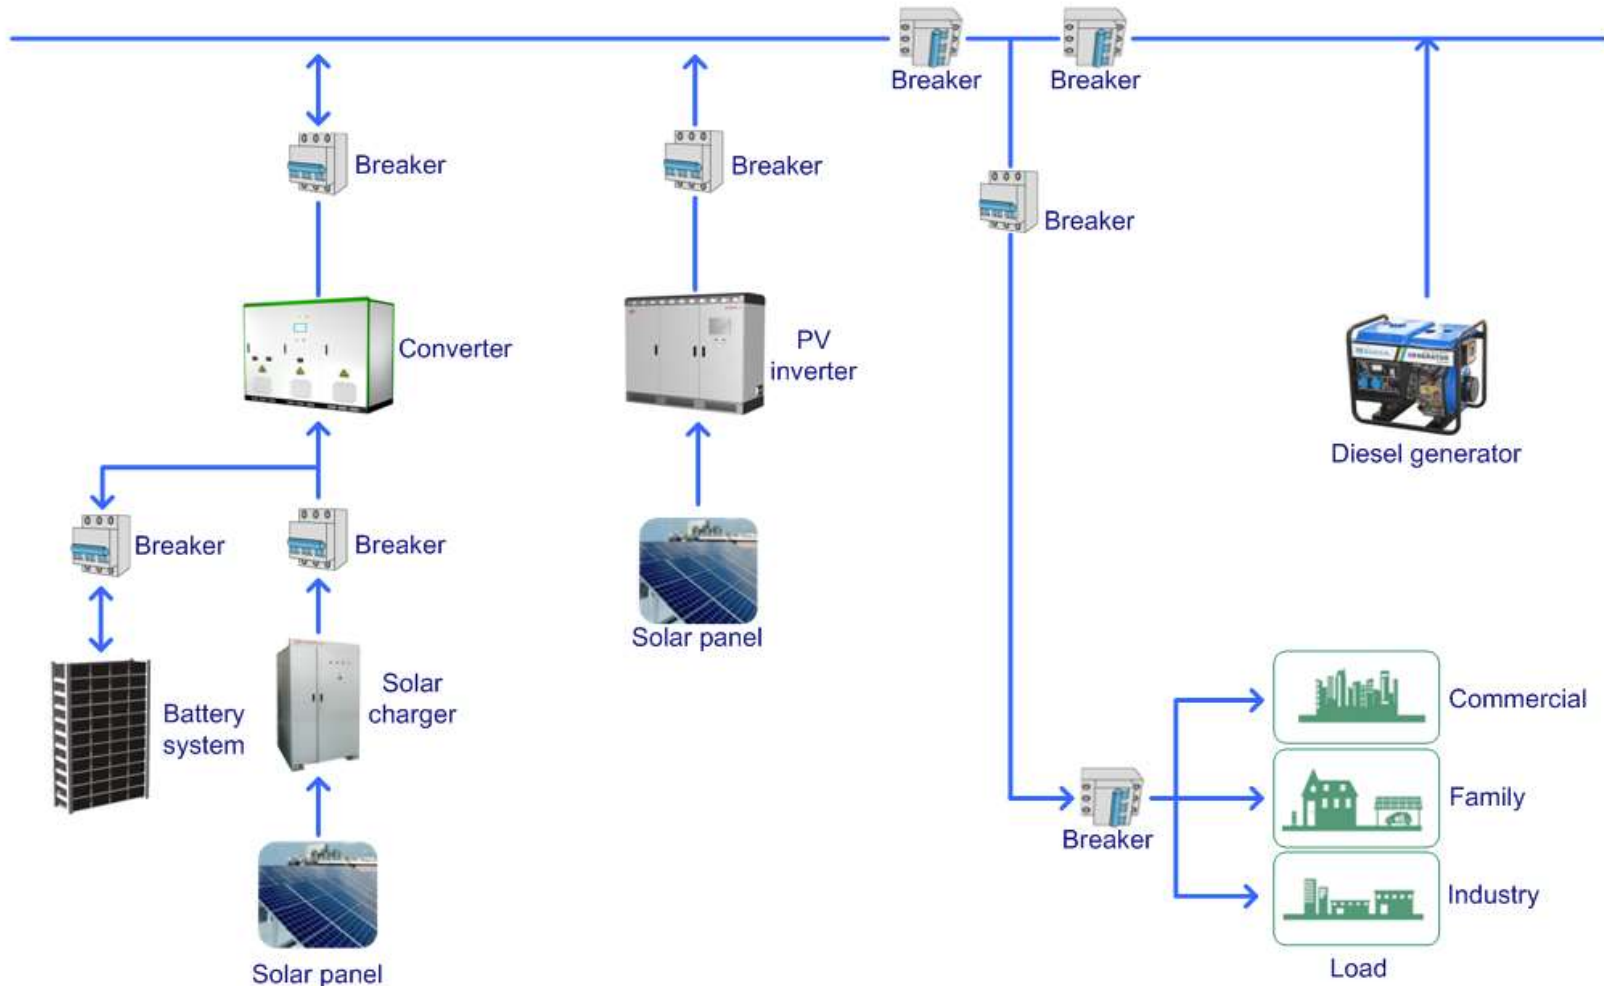 Breaker
Breaker
Breaker
Breaker
Breaker
Converter
PV
inverter
Diesel generator
Breaker
Breaker
Solar panel
Battery
system
Solar
charger
Commercial
Family
Breaker
Industry
Solar panel
Load